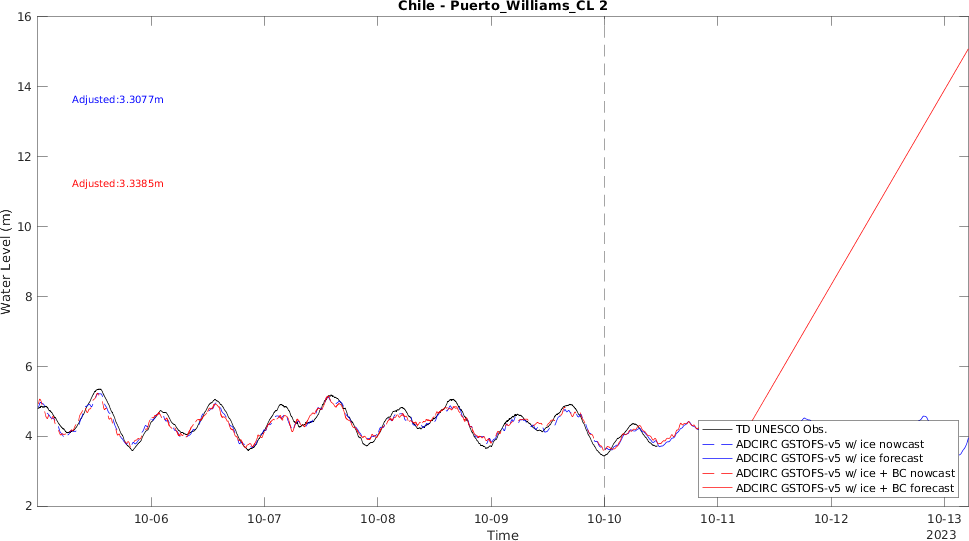 Chile - Puerto_Williams_CL 2
16
14
12
10
8
6
4
2
Water Level (m)
Adjusted:3.3077m
Adjusted:3.3385m
TD UNESCO Obs.
ADCIRC GSTOFS-v5 w/ ice nowcast
ADCIRC GSTOFS-v5 w/ ice forecast
ADCIRC GSTOFS-v5 w/ ice + BC nowcast
ADCIRC GSTOFS-v5 w/ ice + BC forecast
10-06 10-07 10-08 10-09 10-10 10-11 10-12 10-13
Time
2023